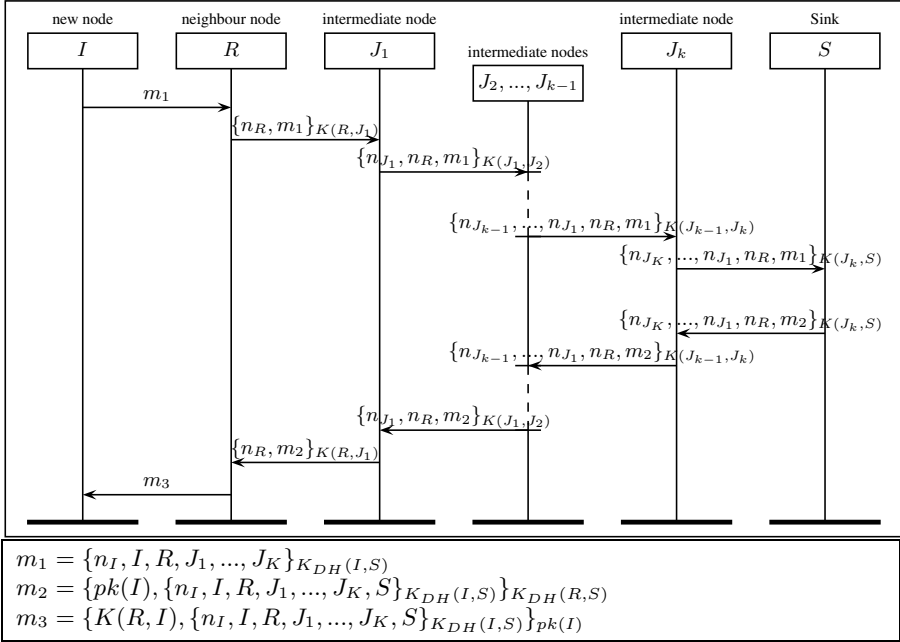 new node neighbour node intermediate node intermediate nodes intermediate node Sink
I R J_1 J_2, ..., J_{k-1} J_k S
m_1
{n_R, m_1}_{K(R,J_1)}
{n_{J_1}, n_R, m_1}_{K(J_1,J_2)}
{n_{J_{k-1}}, ..., n_{J_1}, n_R, m_1}_{K(J_{k-1},J_k)}
{n_{J_K}, ..., n_{J_1}, n_R, m_1}_{K(J_k,S)}
{n_{J_K}, ..., n_{J_1}, n_R, m_2}_{K(J_k,S)}
{n_{J_{k-1}}, ..., n_{J_1}, n_R, m_2}_{K(J_{k-1},J_k)}
{n_{J_1}, n_R, m_2}_{K(J_1,J_2)}
{n_R, m_2}_{K(R,J_1)}
m_3
m_1 = {n_I, I, R, J_1, ..., J_K}_{K_{DH}(I,S)}
m_2 = {pk(I), {n_I, I, R, J_1, ..., J_K, S}_{K_{DH}(I,S)}}_{K_{DH}(R,S)}
m_3 = {K(R, I), {n_I, I, R, J_1, ..., J_K, S}_{K_{DH}(I,S)}}_{pk(I)}